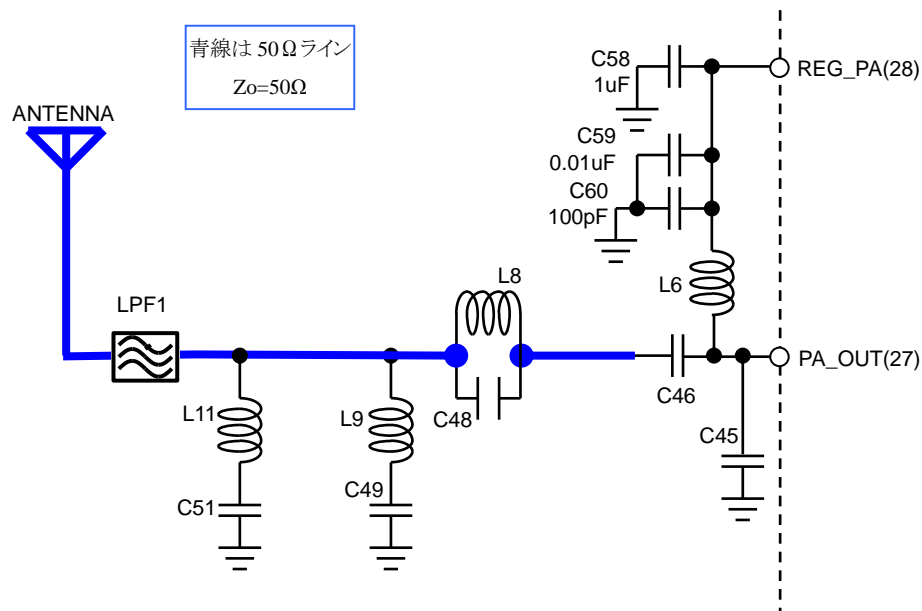 青線は 50Ωライン
Zo=50Ω
C58
1uF
REG_PA(28)
ANTENNA
C59
0.01uF
C60
100pF
L8
L6
LPF1
PA_OUT(27)
C46
L11
L9
C48
C45
C51
C49